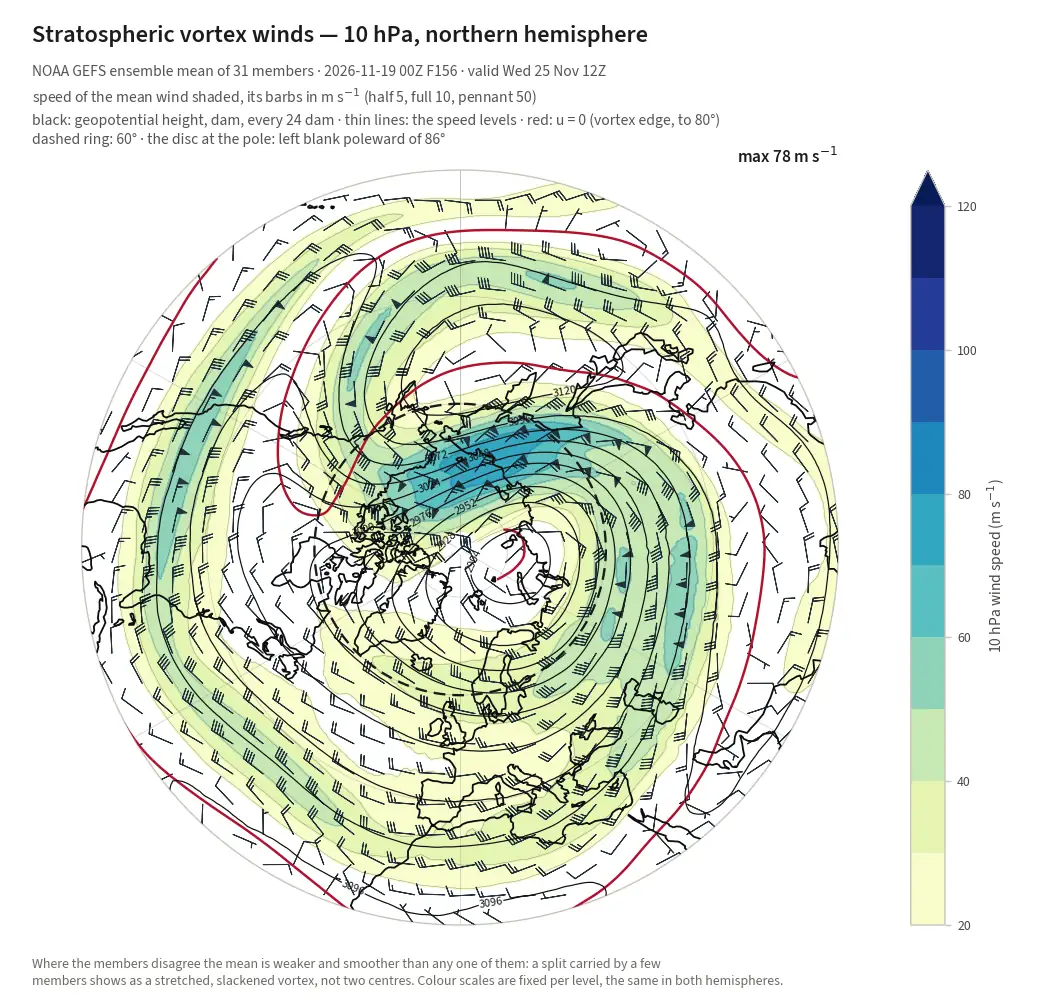 Stratospheric vortex winds — 10 hPa, northern hemisphere
NOAA GEFS ensemble mean of 31 members · 2026-11-19 00Z F156 · valid Wed 25 Nov 12Z
speed of the mean wind shaded, its barbs in m s⁻¹ (half 5, full 10, pennant 50)
black: geopotential height, dam, every 24 dam · thin lines: the speed levels · red: u = 0 (vortex edge, to 80°)
dashed ring: 60° · the disc at the pole: left blank poleward of 86°
max 78 m s⁻¹
120
100
80
60
40
20
10 hPa wind speed (m s⁻¹)
3120
2952
2976
3096
3096
Where the members disagree the mean is weaker and smoother than any one of them: a split carried by a few
members shows as a stretched, slackened vortex, not two centres. Colour scales are fixed per level, the same in both hemispheres.